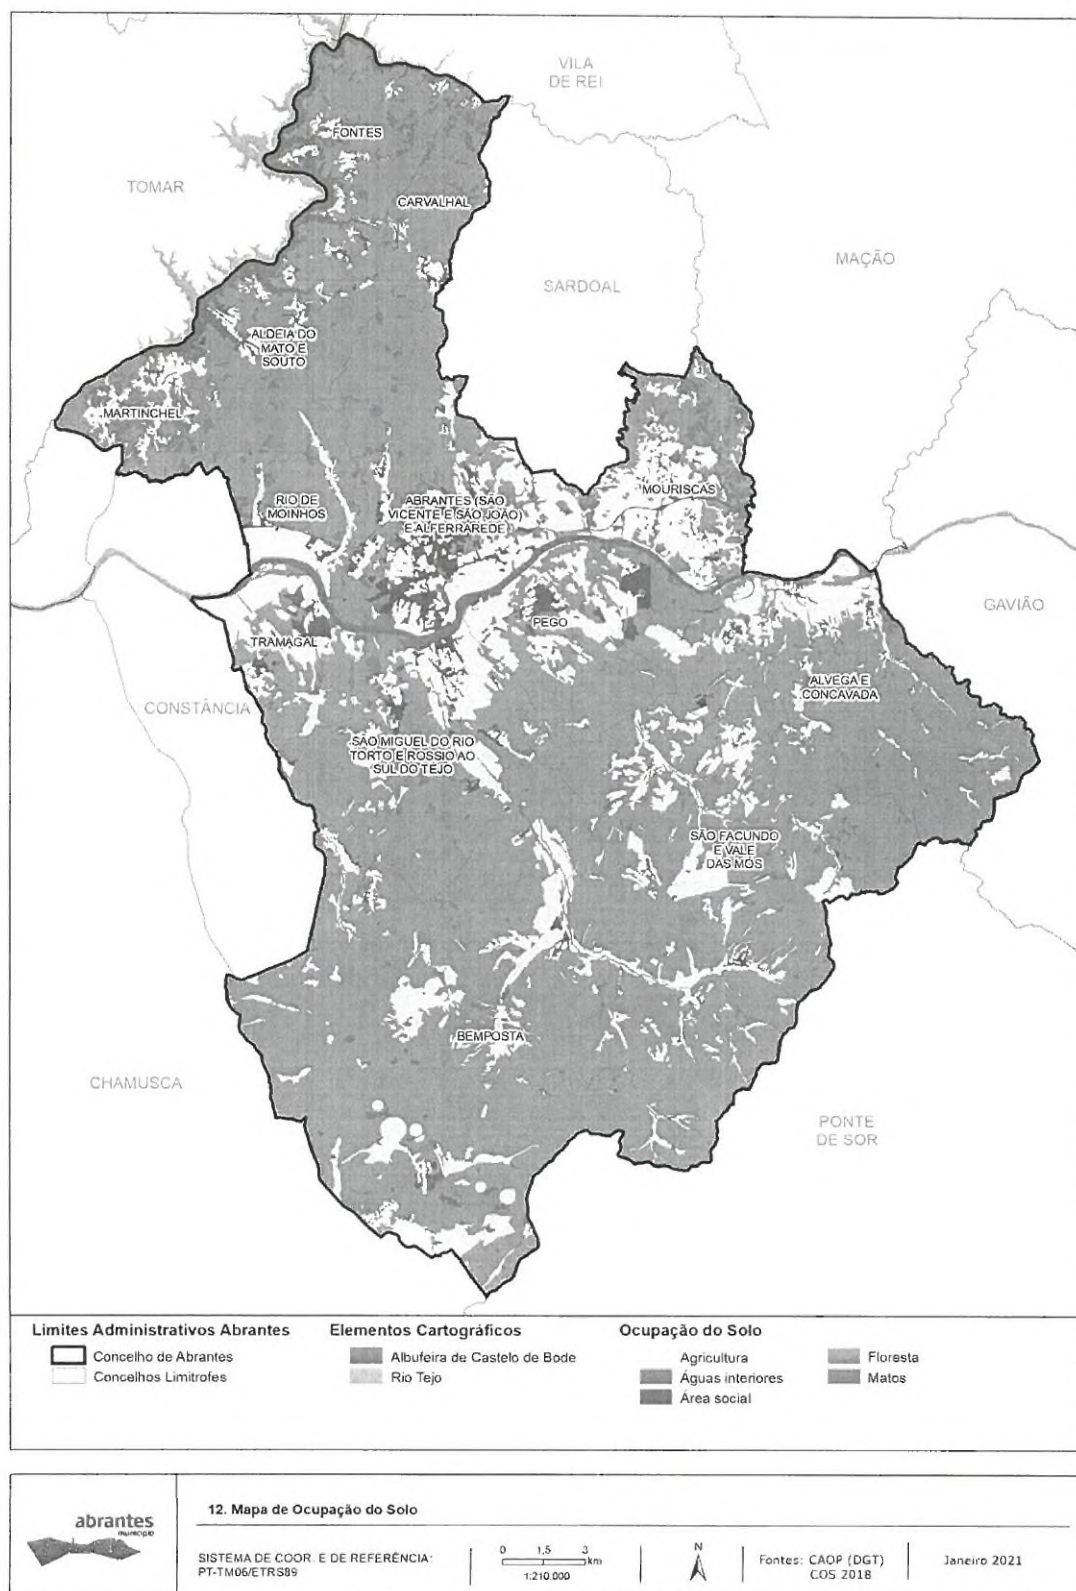 VILA
DE REI
FONTES
TOMAR
CARVALHAL
MAÇÃO
SARDOAL
ALDEIA DO
MATO E
SOUTO
MARTINCHEL
MOURISCAS
RIO DE
MOINHOS
ABRANTES (SÃO
VICENTE E SÃO JOÃO)
E ALFERRAREDE
GAVIÃO
PEGO
TRAMAGAL
ALVEGA E
CONCAVADA
CONSTÂNCIA
SÃO MIGUEL DO RIO
TORTO E ROSSIO AO
SUL DO TEJO
SÃO FACUNDO
E VALE
DAS MÓS
BEMPOSTA
CHAMUSCA
PONTE
DE SOR
Limites Administrativos Abrantes
Concelho de Abrantes
Concelhos Limitrofes
Elementos Cartográficos
Albufeira de Castelo de Bode
Rio Tejo
Ocupação do Solo
Agricultura
Águas interiores
Área social
Floresta
Matos
abrantes
município
12. Mapa de Ocupação do Solo
SISTEMA DE COOR. E DE REFERÊNCIA:
PT-TM06/ETRS89
0 1,5 3
km
1:210.000
N
Fontes: CAOP (DGT)
COS 2018
Janeiro 2021